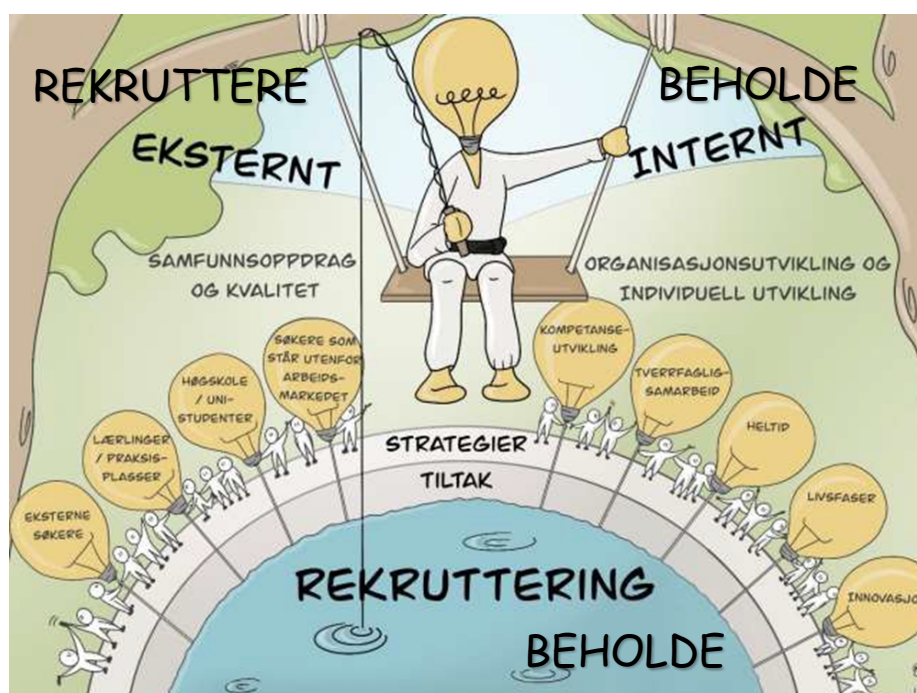 REKRUTTERE
EKSTERNT
BEHOLDE
INTERNT
SAMFUNNSOPPDRAG
OG KVALITET
ORGANISASJONSUTVIKLING OG
INDIVIDUELL UTVIKLING
EKSTERNE
SØKERE
LÆRLINGER
/ PRAKSIS-
PLASSER
HØGSKOLE
/ UNI-
STUDENTER
SØKERE SOM
STÅR UTENFOR
ARBEIDS-
MARKEDET
KOMPETANSE-
UTVIKLING
TVERRFAGLIG-
SAMARBEID
HELTID
LIVSFASER
INNOVASJO
STRATEGIER
TILTAK
REKRUTTERING
BEHOLDE